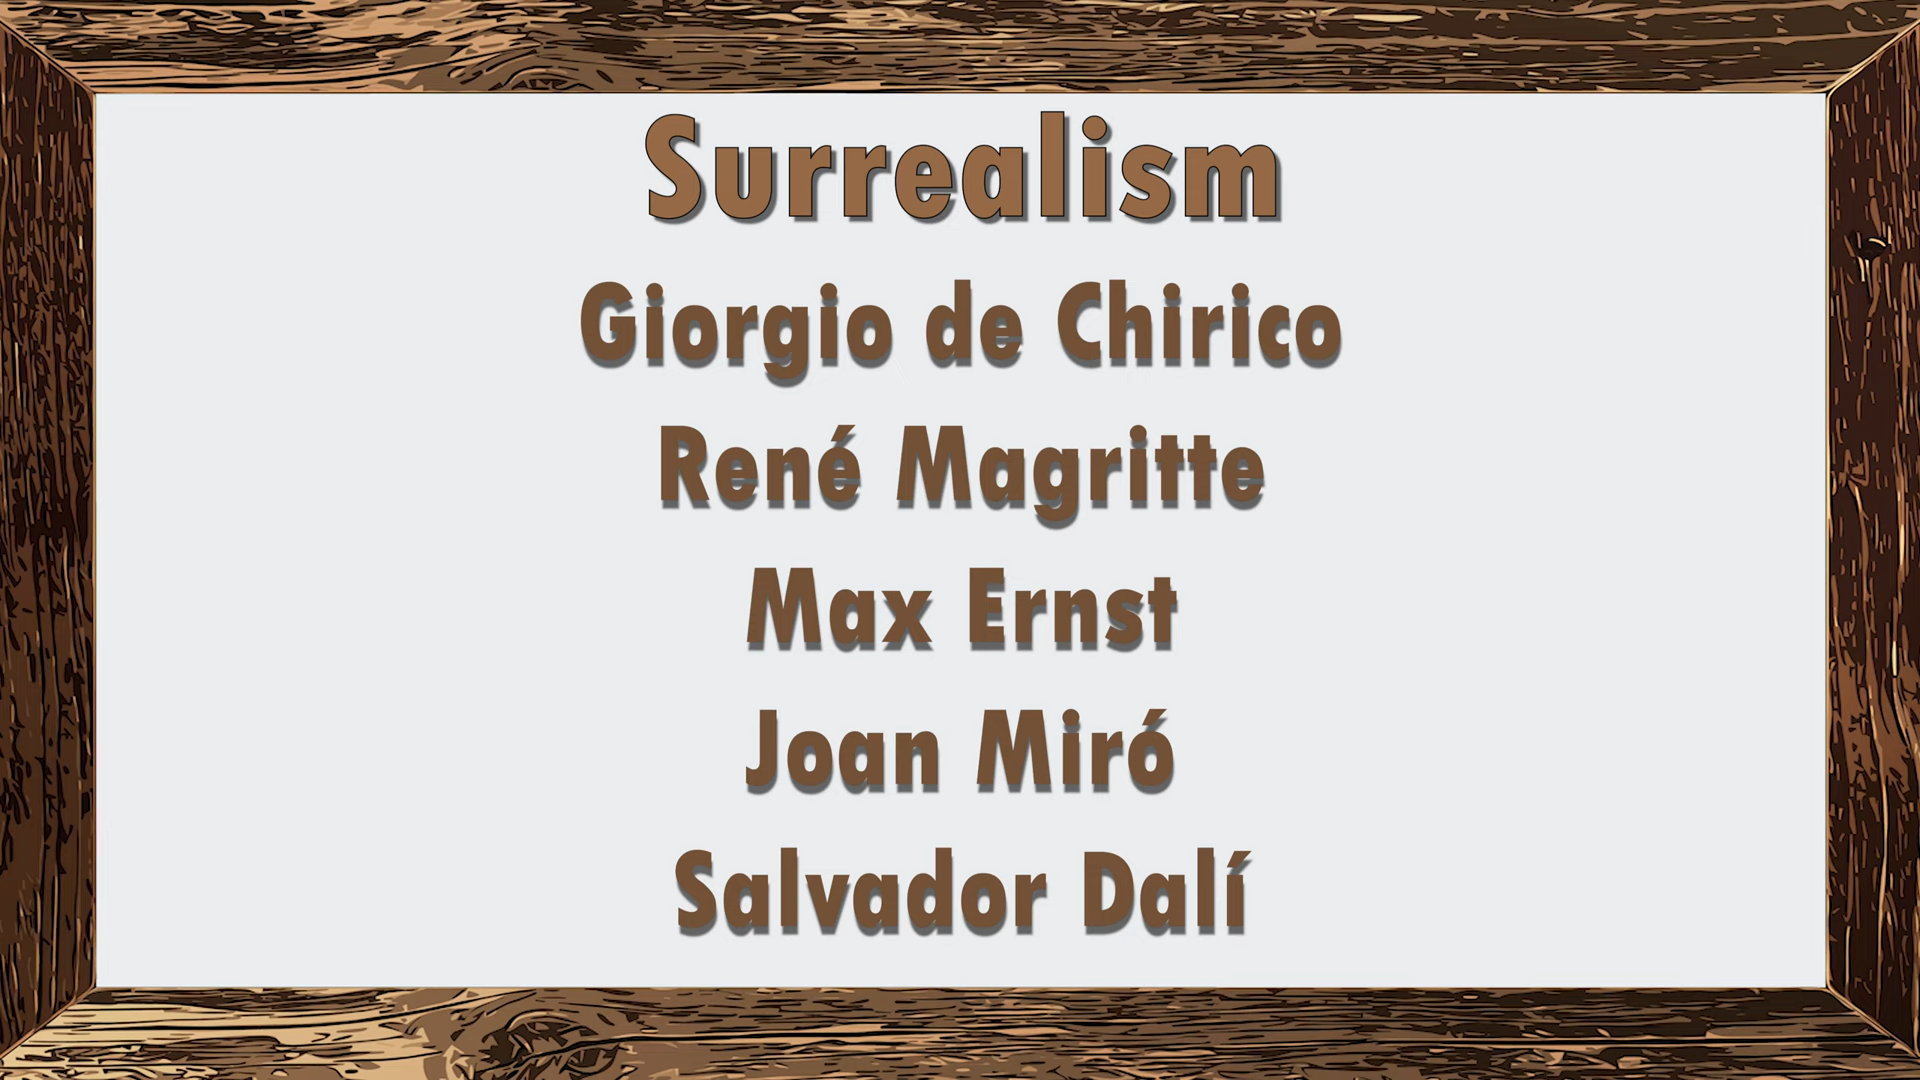 Surrealism
Giorgio de Chirico
René Magritte
Max Ernst
Joan Miró
Salvador Dalí